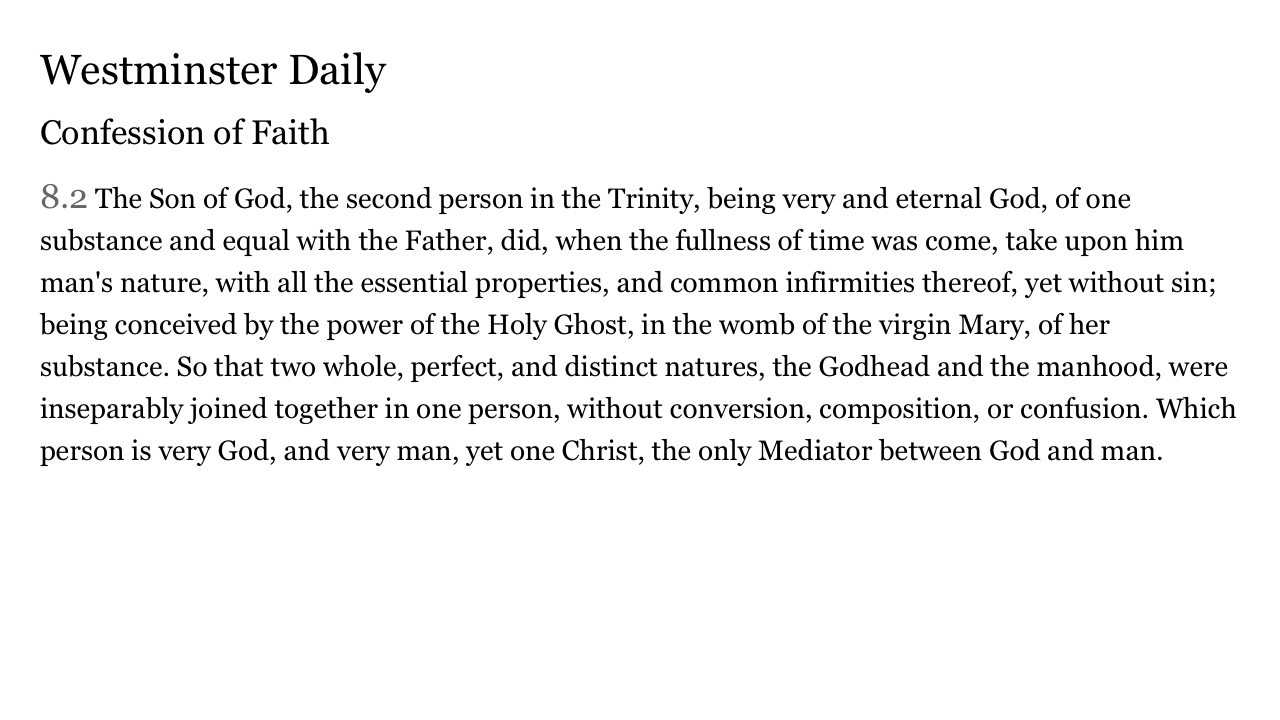 Westminster Daily
Confession of Faith
8.2 The Son of God, the second person in the Trinity, being very and eternal God, of one
substance and equal with the Father, did, when the fullness of time was come, take upon him
man's nature, with all the essential properties, and common infirmities thereof, yet without sin;
being conceived by the power of the Holy Ghost, in the womb of the virgin Mary, of her
substance. So that two whole, perfect, and distinct natures, the Godhead and the manhood, were
inseparably joined together in one person, without conversion, composition, or confusion. Which
person is very God, and very man, yet one Christ, the only Mediator between God and man.